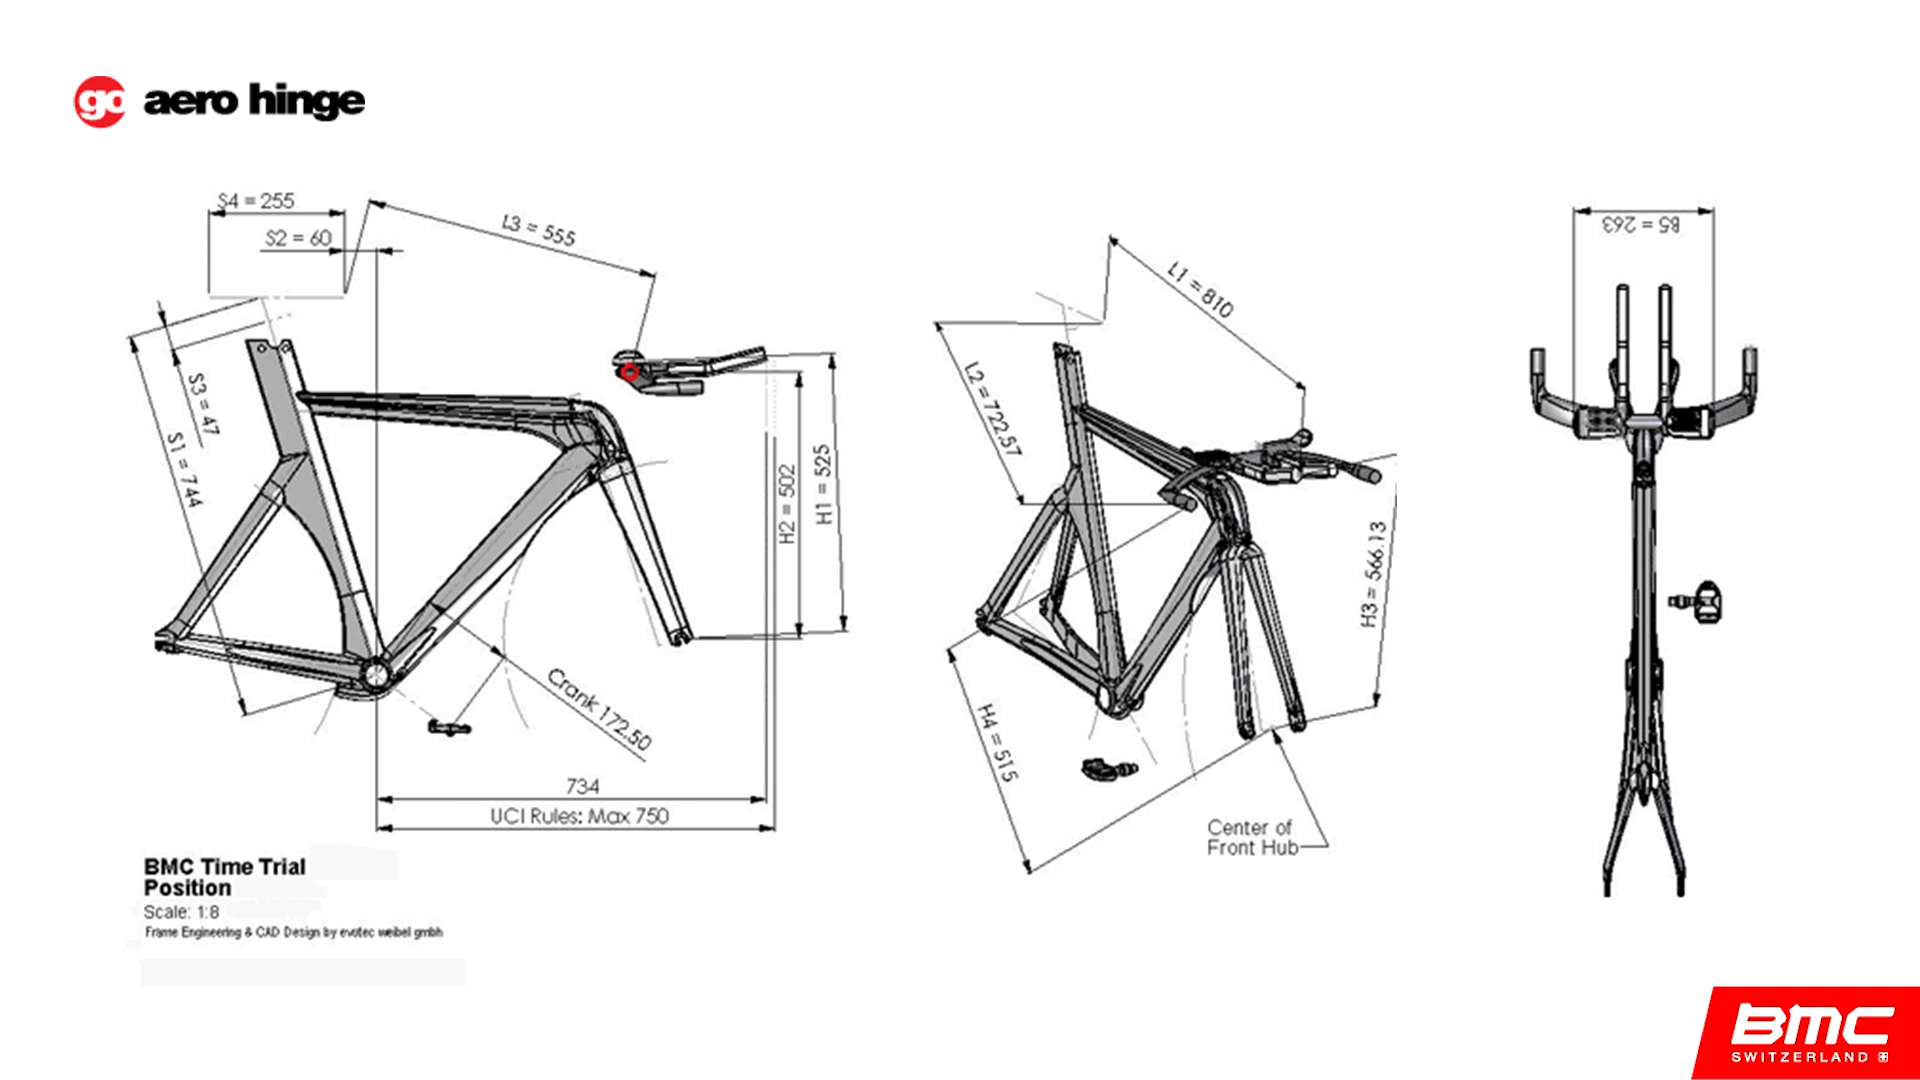 go aero hinge
S4 = 255
S2 = 60
L3 = 555
S3 = 47
S1 = 744
H2 = 502
H1 = 525
Crank 172.50
734
UCI Rules: Max 750
L1 = 810
L2 = 722.57
H3 = 566.13
H4 = 515
Center of
Front Hub
B5 = 263
BMC Time Trial
Position
Scale: 1:8
Frame Engineering & CAD Design by evotec weibel gmbh
BMC
SWITZERLAND